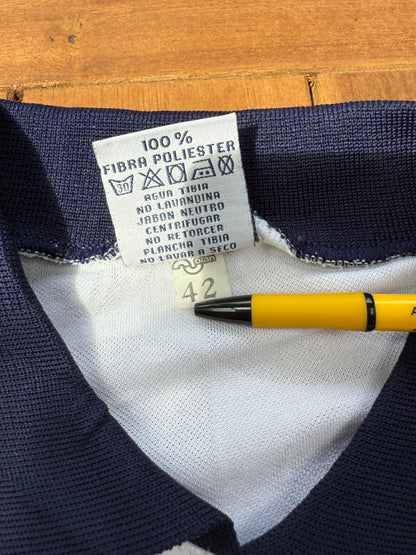 100%
FIBRA POLIESTER
30
AGUA TIBIA
NO LAVANDINA
JABON NEUTRO
CENTRIFUGAR
NO RETORCER
PLANCHA TIBIA
NO LAVAR A SECO
42